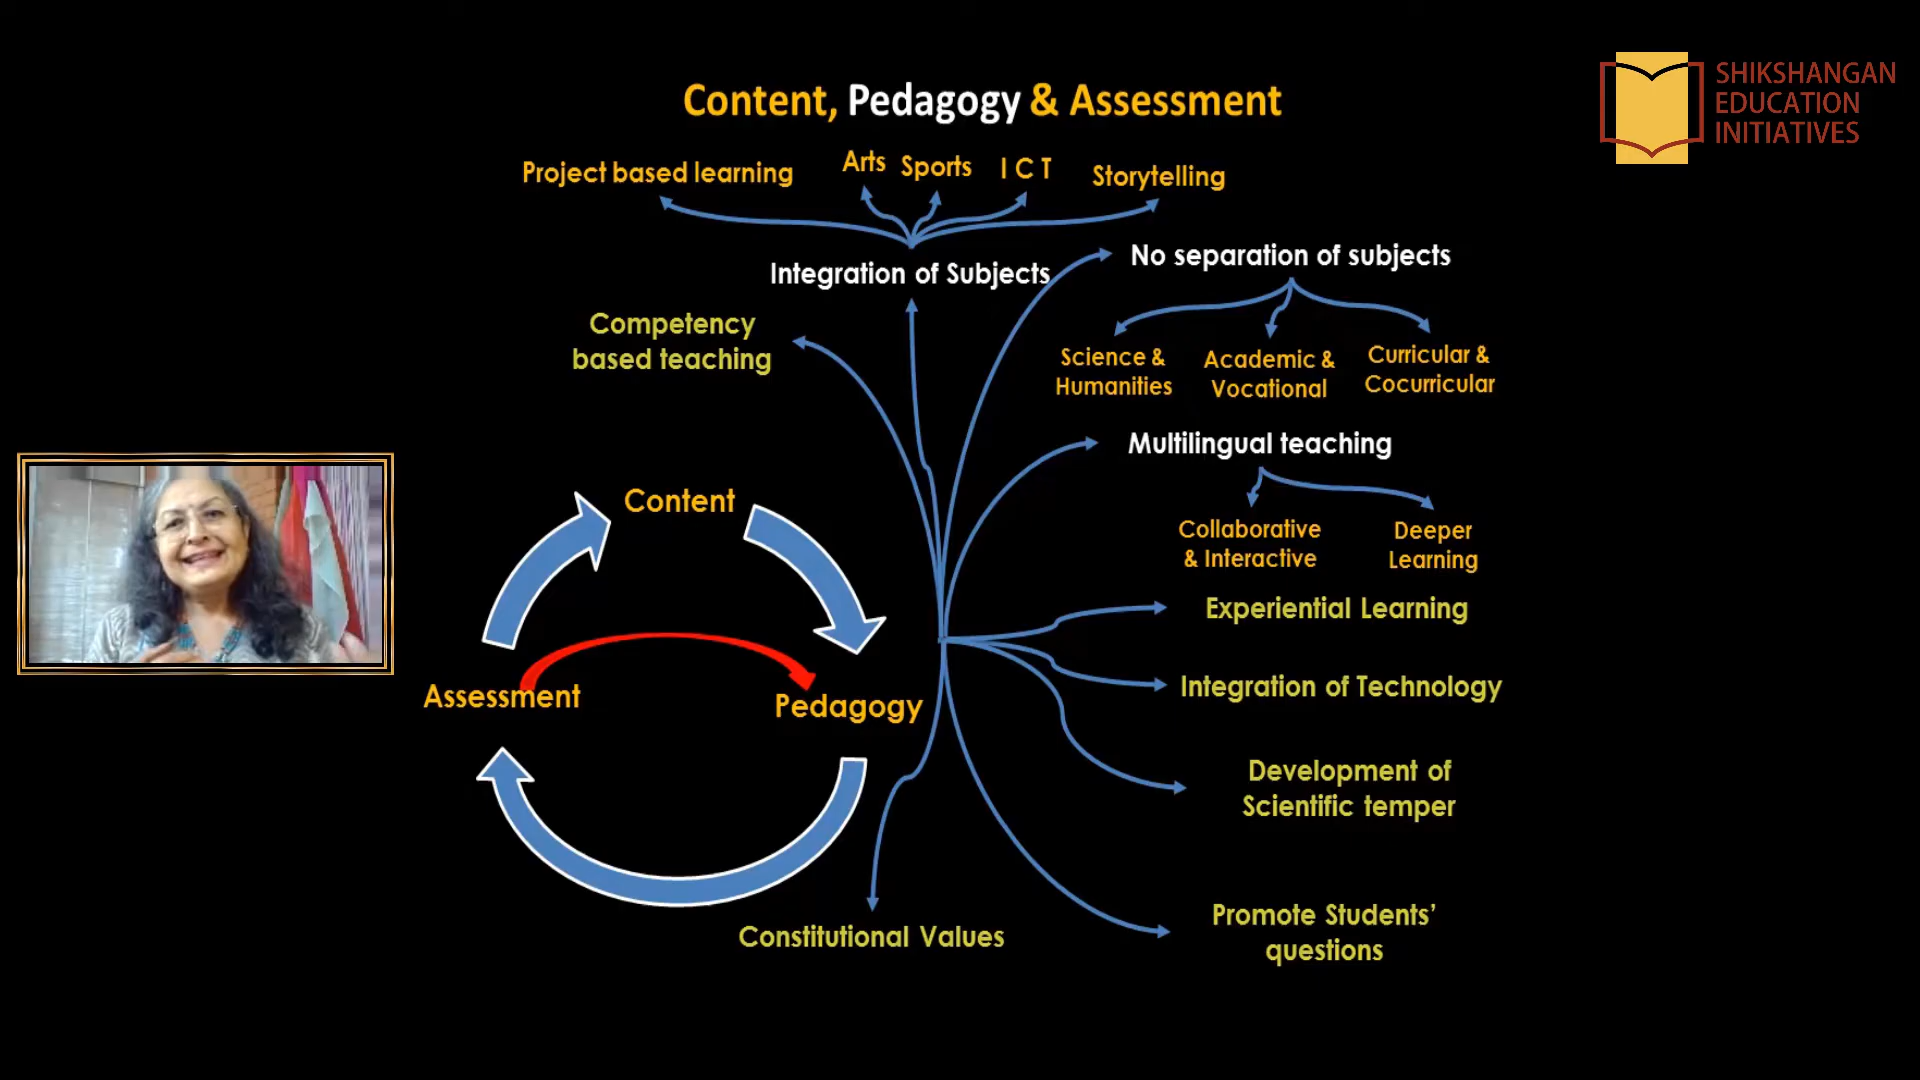 Content, Pedagogy & Assessment
SHIKSHANGAN
EDUCATION
INITIATIVES
Project based learning
Arts
Sports
I C T
Storytelling
Integration of Subjects
No separation of subjects
Competency
based teaching
Science &
Humanities
Academic &
Vocational
Curricular &
Cocurricular
Multilingual teaching
Content
Collaborative
& Interactive
Deeper
Learning
Experiential Learning
Assessment
Pedagogy
Integration of Technology
Development of
Scientific temper
Constitutional Values
Promote Students’
questions